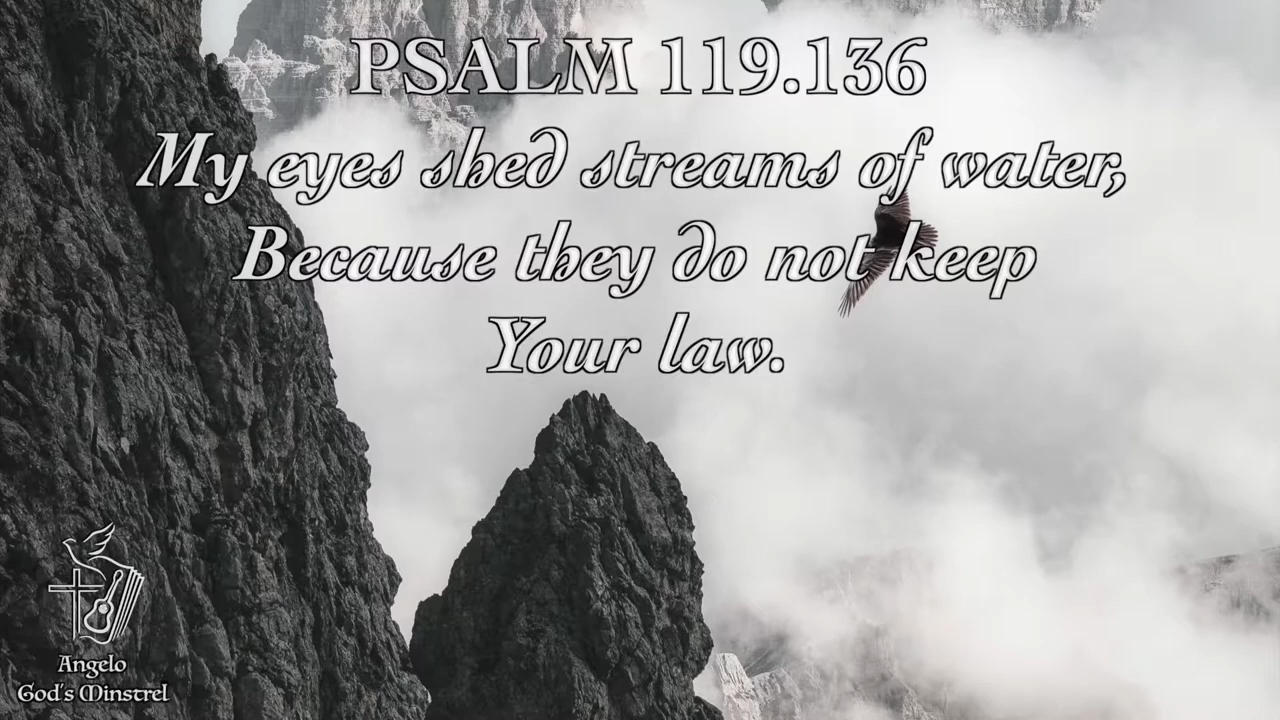 PSALM 119.136
My eyes shed streams of water,
Because they do not keep
Your law.
Angelo
God's Minstrel